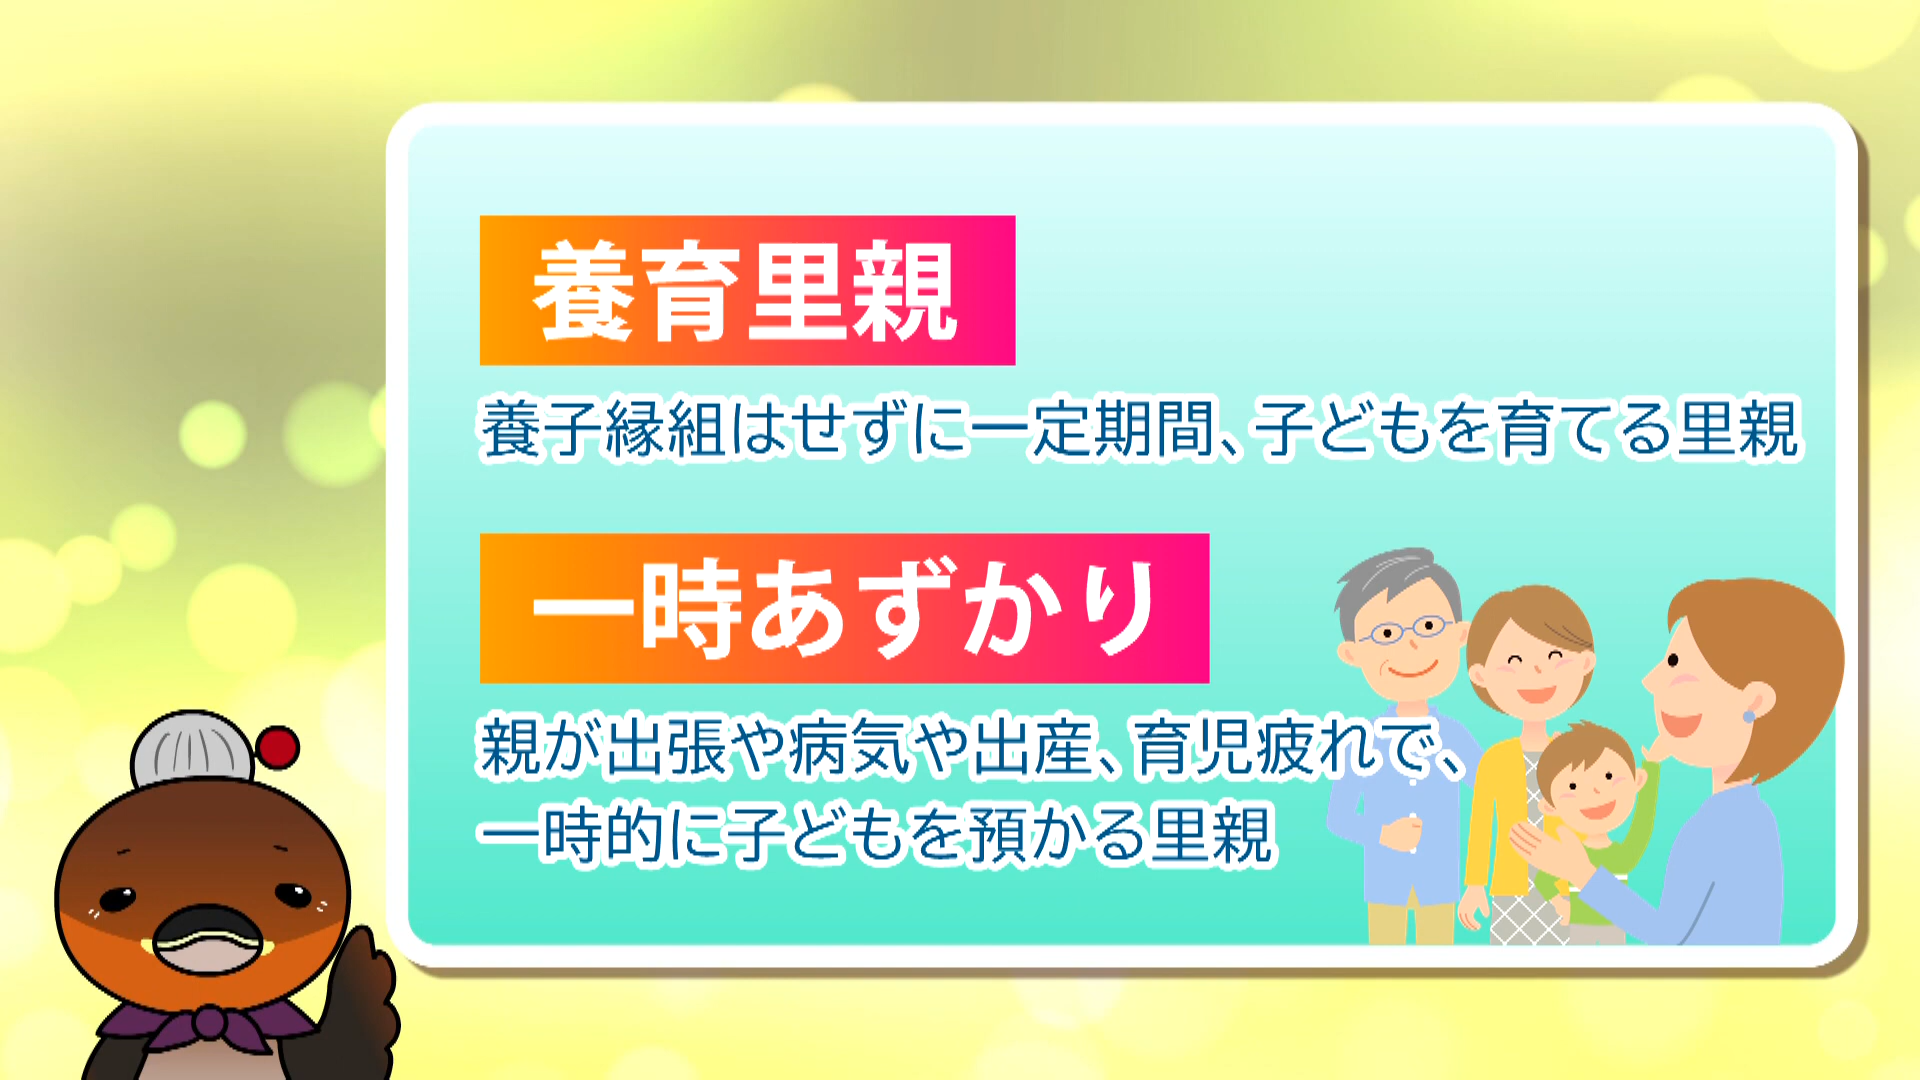 養育里親
養子縁組はせずに一定期間、子どもを育てる里親
一時あずかり
親が出張や病気や出産、育児疲れで、
一時的に子どもを預かる里親